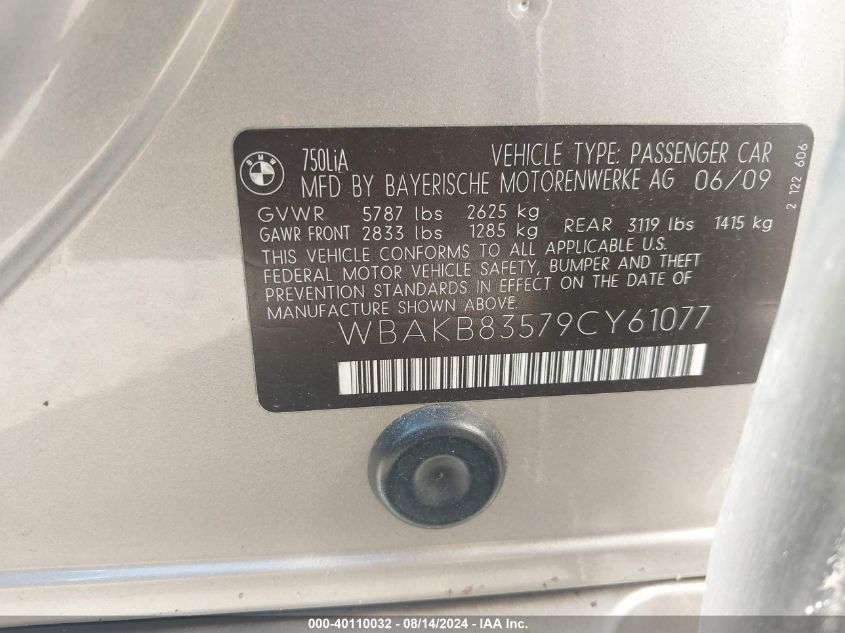 BMW
750LiA VEHICLE TYPE: PASSENGER CAR
MFD BY BAYERISCHE MOTORENWERKE AG 06/09
GVWR 5787 lbs 2625 kg
GAWR FRONT 2833 lbs 1285 kg REAR 3119 lbs 1415 kg
THIS VEHICLE CONFORMS TO ALL APPLICABLE U.S.
FEDERAL MOTOR VEHICLE SAFETY, BUMPER AND THEFT
PREVENTION STANDARDS IN EFFECT ON THE DATE OF
MANUFACTURE SHOWN ABOVE.
WBAKB83579CY61077
2 122 606
000-40110032 - 08/14/2024 - IAA Inc.